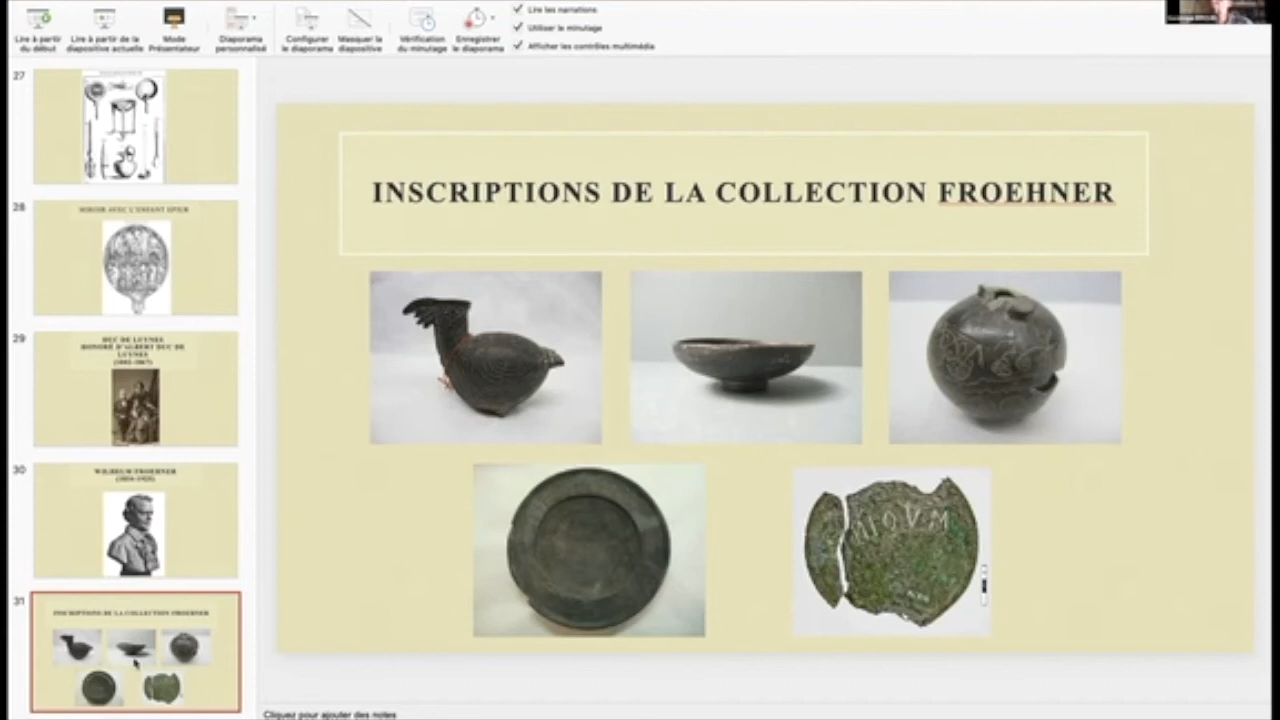 Lire à partir du début
Lire à partir de la diapositive actuelle
Mode Présentateur
Diaporama personnalisé
Configurer le diaporama
Masquer la diapositive
Vérification du minutage
Enregistrer le diaporama
Lire les narrations
Utiliser le minutage
Afficher les contrôles multimédia
27
28
MIROIR AVEC L'ENFANT EPIER
29
DUC DE LUYNES
HONORÉ D'ALBERT DUC DE
LUYNES
30
WILHELM FROEHNER
31
INSCRIPTIONS DE LA COLLECTION FROEHNER
INSCRIPTIONS DE LA COLLECTION FROEHNER
Cliquez pour ajouter des notes